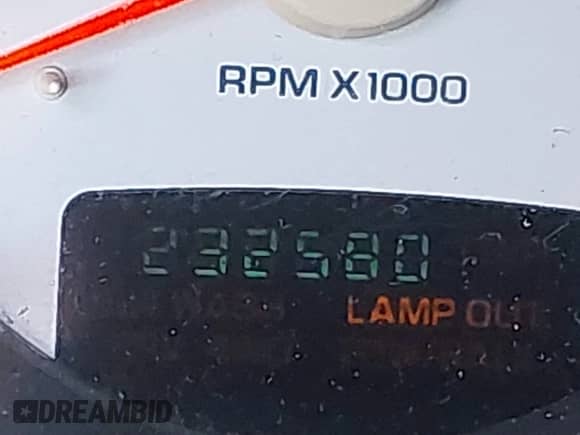 RPM X1000
232580
LAMP OUT
DREAMBID